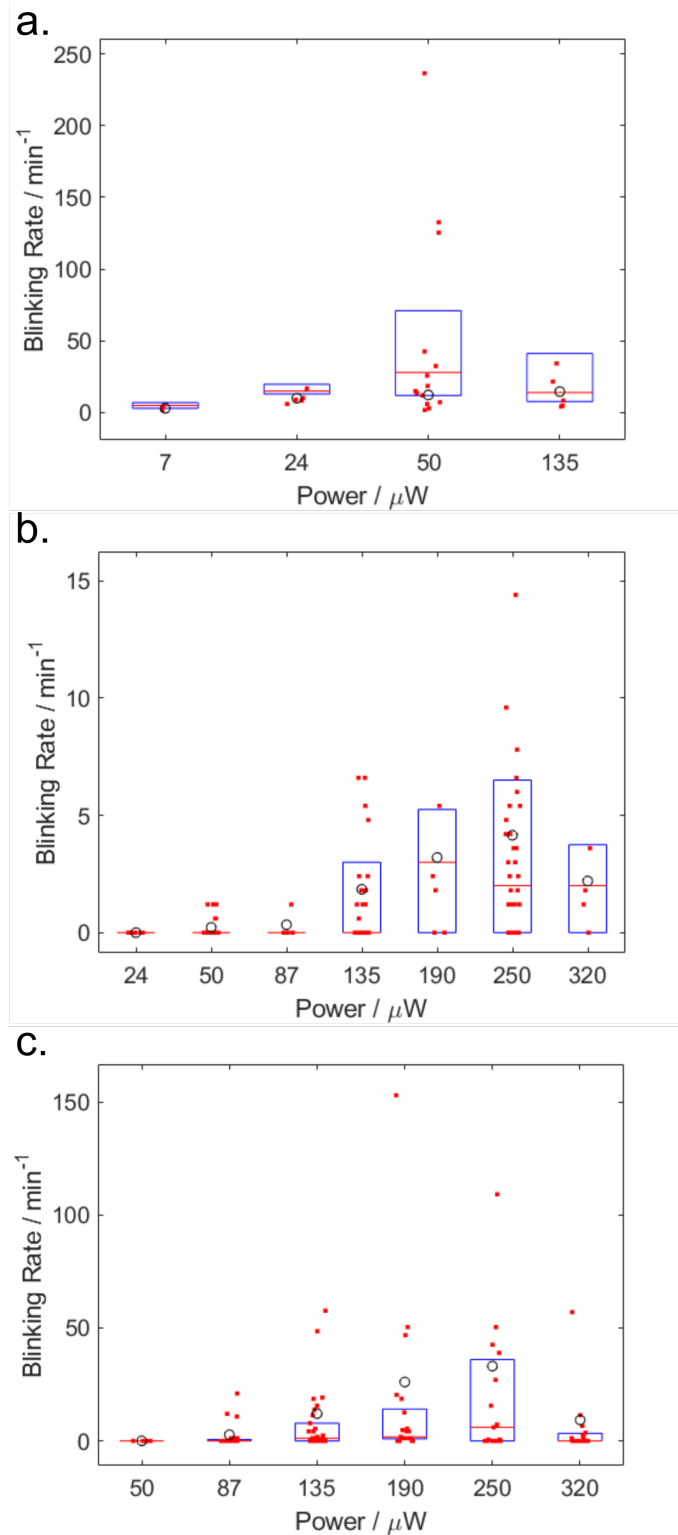 a.
250
200
150
100
50
0
Blinking Rate / min⁻¹
7 24 50 135
Power / μW
b.
15
10
5
0
Blinking Rate / min⁻¹
24 50 87 135 190 250 320
Power / μW
c.
150
100
50
0
Blinking Rate / min⁻¹
50 87 135 190 250 320
Power / μW